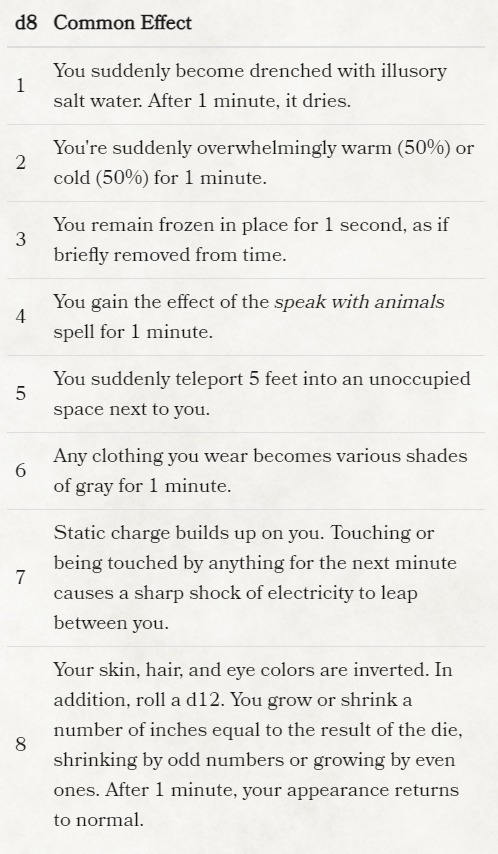 d8 Common Effect
1 You suddenly become drenched with illusory
salt water. After 1 minute, it dries.
2 You're suddenly overwhelmingly warm (50%) or
cold (50%) for 1 minute.
3 You remain frozen in place for 1 second, as if
briefly removed from time.
4 You gain the effect of the speak with animals
spell for 1 minute.
5 You suddenly teleport 5 feet into an unoccupied
space next to you.
6 Any clothing you wear becomes various shades
of gray for 1 minute.
7 Static charge builds up on you. Touching or
being touched by anything for the next minute
causes a sharp shock of electricity to leap
between you.
8 Your skin, hair, and eye colors are inverted. In
addition, roll a d12. You grow or shrink a
number of inches equal to the result of the die,
shrinking by odd numbers or growing by even
ones. After 1 minute, your appearance returns
to normal.